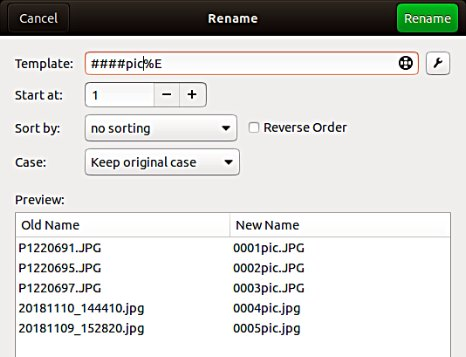 Cancel Rename Rename
Template: ####pic%E
Start at: 1 − +
Sort by: no sorting Reverse Order
Case: Keep original case
Preview:
Old Name New Name
P1220691.JPG 0001pic.JPG
P1220695.JPG 0002pic.JPG
P1220697.JPG 0003pic.JPG
20181110_144410.jpg 0004pic.jpg
20181109_152820.jpg 0005pic.jpg